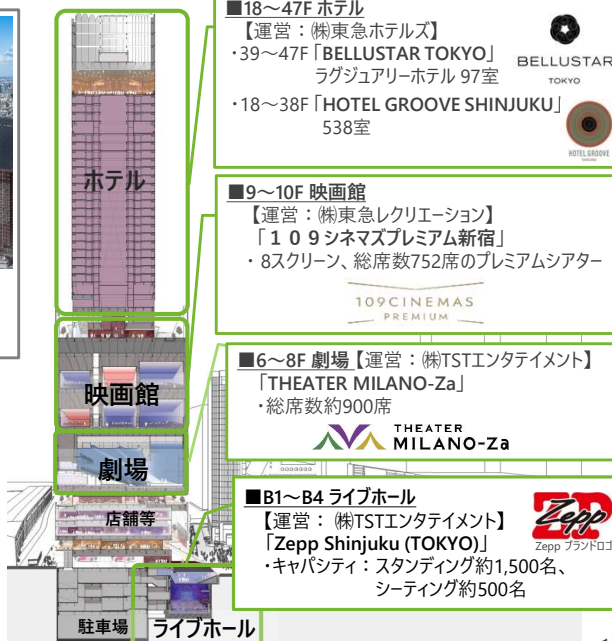 ■18～47F ホテル
【運営：㈱東急ホテルズ】
・39～47F「BELLUSTAR TOKYO」
ラグジュアリーホテル 97室
BELLUSTAR
TOKYO
・18～38F「HOTEL GROOVE SHINJUKU」
538室
HOTEL GROOVE
SHINJUKU
ホテル
■9～10F 映画館
【運営：㈱東急レクリエーション】
「１０９シネマズプレミアム新宿」
・8スクリーン、総席数752席のプレミアムシアター
109CINEMAS
PREMIUM
映画館
■6～8F 劇場【運営：㈱TSTエンタテイメント】
「THEATER MILANO-Za」
・総席数約900席
THEATER
MILANO-Za
劇場
店舗等
■B1～B4 ライブホール
【運営： ㈱TSTエンタテイメント】
「Zepp Shinjuku (TOKYO)」
Zepp
Zepp ブランドロゴ
・キャパシティ：スタンディング約1,500名、
シーティング約500名
駐車場
ライブホール